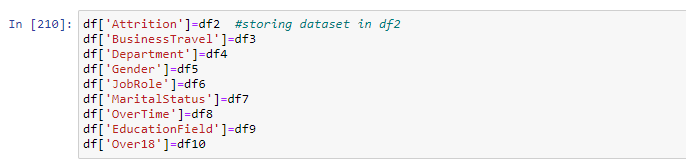 In [210]: df['Attrition']=df2  #storing dataset in df2
df['BusinessTravel']=df3
df['Department']=df4
df['Gender']=df5
df['JobRole']=df6
df['MaritalStatus']=df7
df['OverTime']=df8
df['EducationField']=df9
df['Over18']=df10